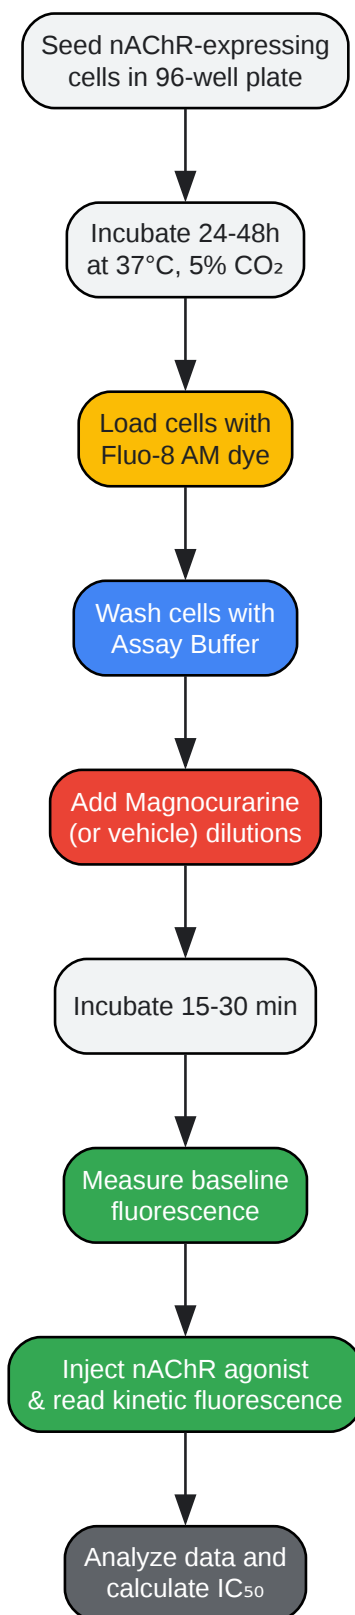 Seed nAChR-expressing
cells in 96-well plate
Incubate 24-48h
at 37°C, 5% CO₂
Load cells with
Fluo-8 AM dye
Wash cells with
Assay Buffer
Add Magnocurarine
(or vehicle) dilutions
Incubate 15-30 min
Measure baseline
fluorescence
Inject nAChR agonist
& read kinetic fluorescence
Analyze data and
calculate IC₅₀